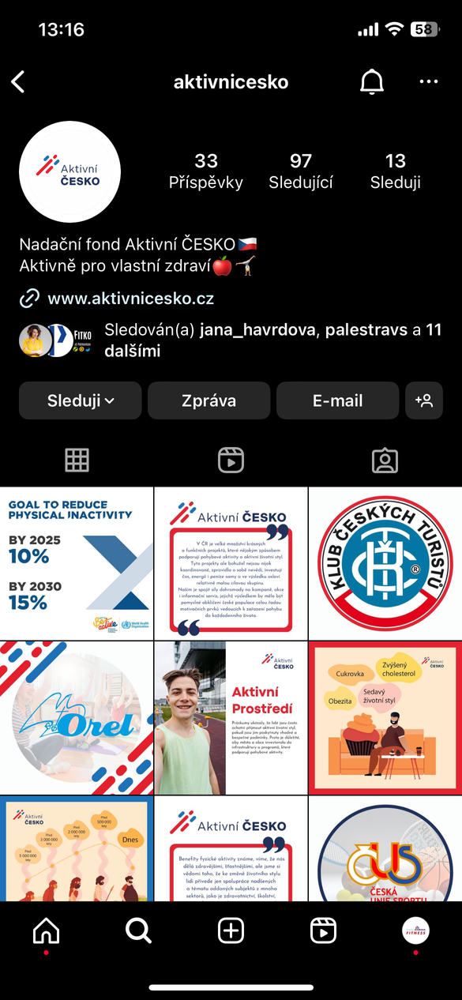 13:16
58
aktivnicesko
Aktivní
ČESKO
33
Příspěvky
97
Sledující
13
Sleduji
Nadační fond Aktivní ČESKO🇨🇿
Aktivně pro vlastní zdraví🍎🤸
www.aktivnicesko.cz
FITKO
Sledován(a) jana_havrdova, palestravs a 11
dalšími
Sleduji
Zpráva
E-mail
GOAL TO REDUCE
PHYSICAL INACTIVITY
BY 2025
10%
BY 2030
15%
Be active
World Health
Organization
Aktivní ČESKO
V ČR je velké množství krásných
a funkčních projektů, které nějakým způsobem
podporují pohybové aktivity a aktivní životní styl.
Tyto projekty ale bohužel nejsou nijak
koordinované, zpravidla o sobě nevědí, investují
čas, energii i peníze samy a ve výsledku osloví
relativně malou cílovou skupinu.
Naším je spojit síly dohromady na kampaně, akce
i informační servis, jejichž výsledkem by mělo být
pomyslné obklíčení české populace celou řadou
motivačních prvků vedoucích k zařazení pohybu
do každodenního života.
KLUB ČESKÝCH TURISTŮ
KČT
®
Orel
Aktivní
ČESKO
Aktivní
Prostředí
Průzkumy ukázaly, že lidé jsou často
ochotní přijmout aktivní životní styl,
pokud jsou jim poskytnuty vhodné a
bezpečné podmínky. Proto je důležité,
aby města a obce investovala do
infrastruktury a programů, které
podporují pohybové aktivity.
Aktivní
ČESKO
Cukrovka
Zvýšený
cholesterol
Obezita
Sedavý
životní styl
Aktivní
ČESKO
Před
5 000 000
lety
Před
3 000 000
lety
Před
2 000 000
lety
Před
500 000
lety
Dnes
Aktivní ČESKO
Benefity fyzické aktivity známe, víme, že nás
dělá zdravějšími, šťastnějšími, ale jsme si
vědomi toho, že ke změně životního stylu
lidí přivede jen spolupráce nadšených
a tématu oddaných subjektů z mnoha
sektorů, jako je zdravotnictví, školství,
ČUS
ČESKÁ
UNIE SPORTU
FITNESS